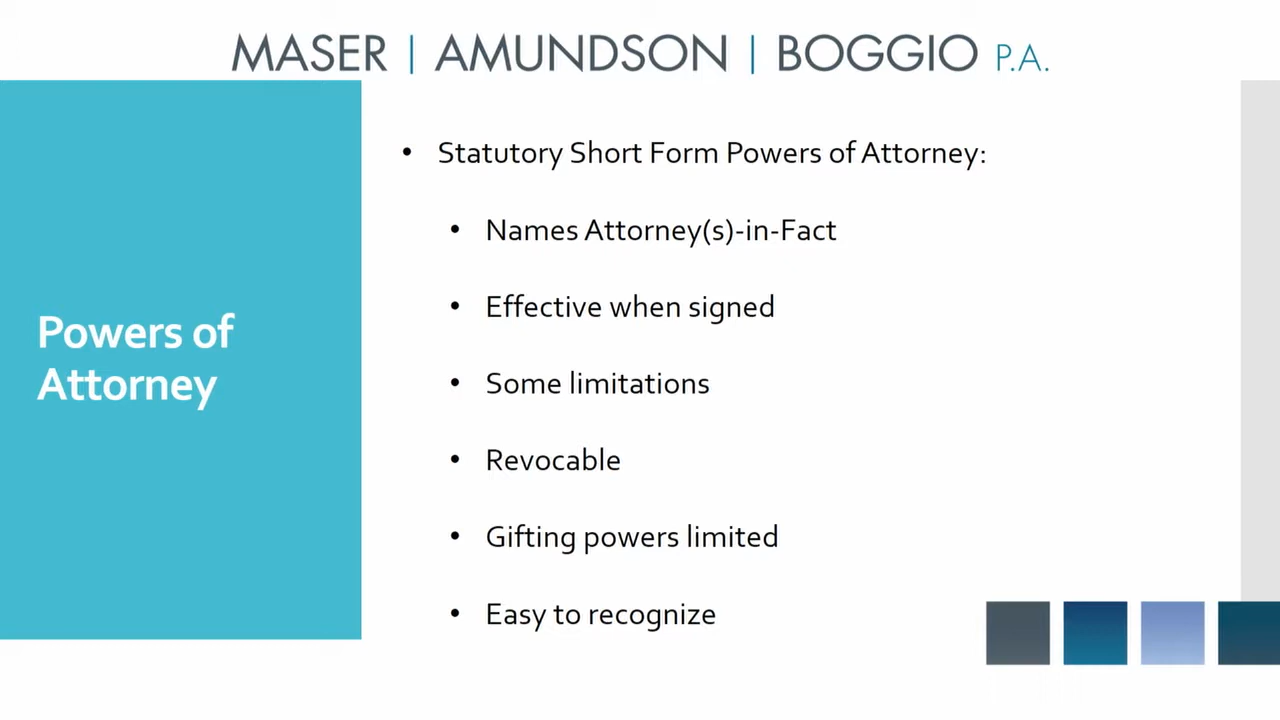 MASER | AMUNDSON | BOGGIO P.A.
Powers of
Attorney
• Statutory Short Form Powers of Attorney:
• Names Attorney(s)-in-Fact
• Effective when signed
• Some limitations
• Revocable
• Gifting powers limited
• Easy to recognize